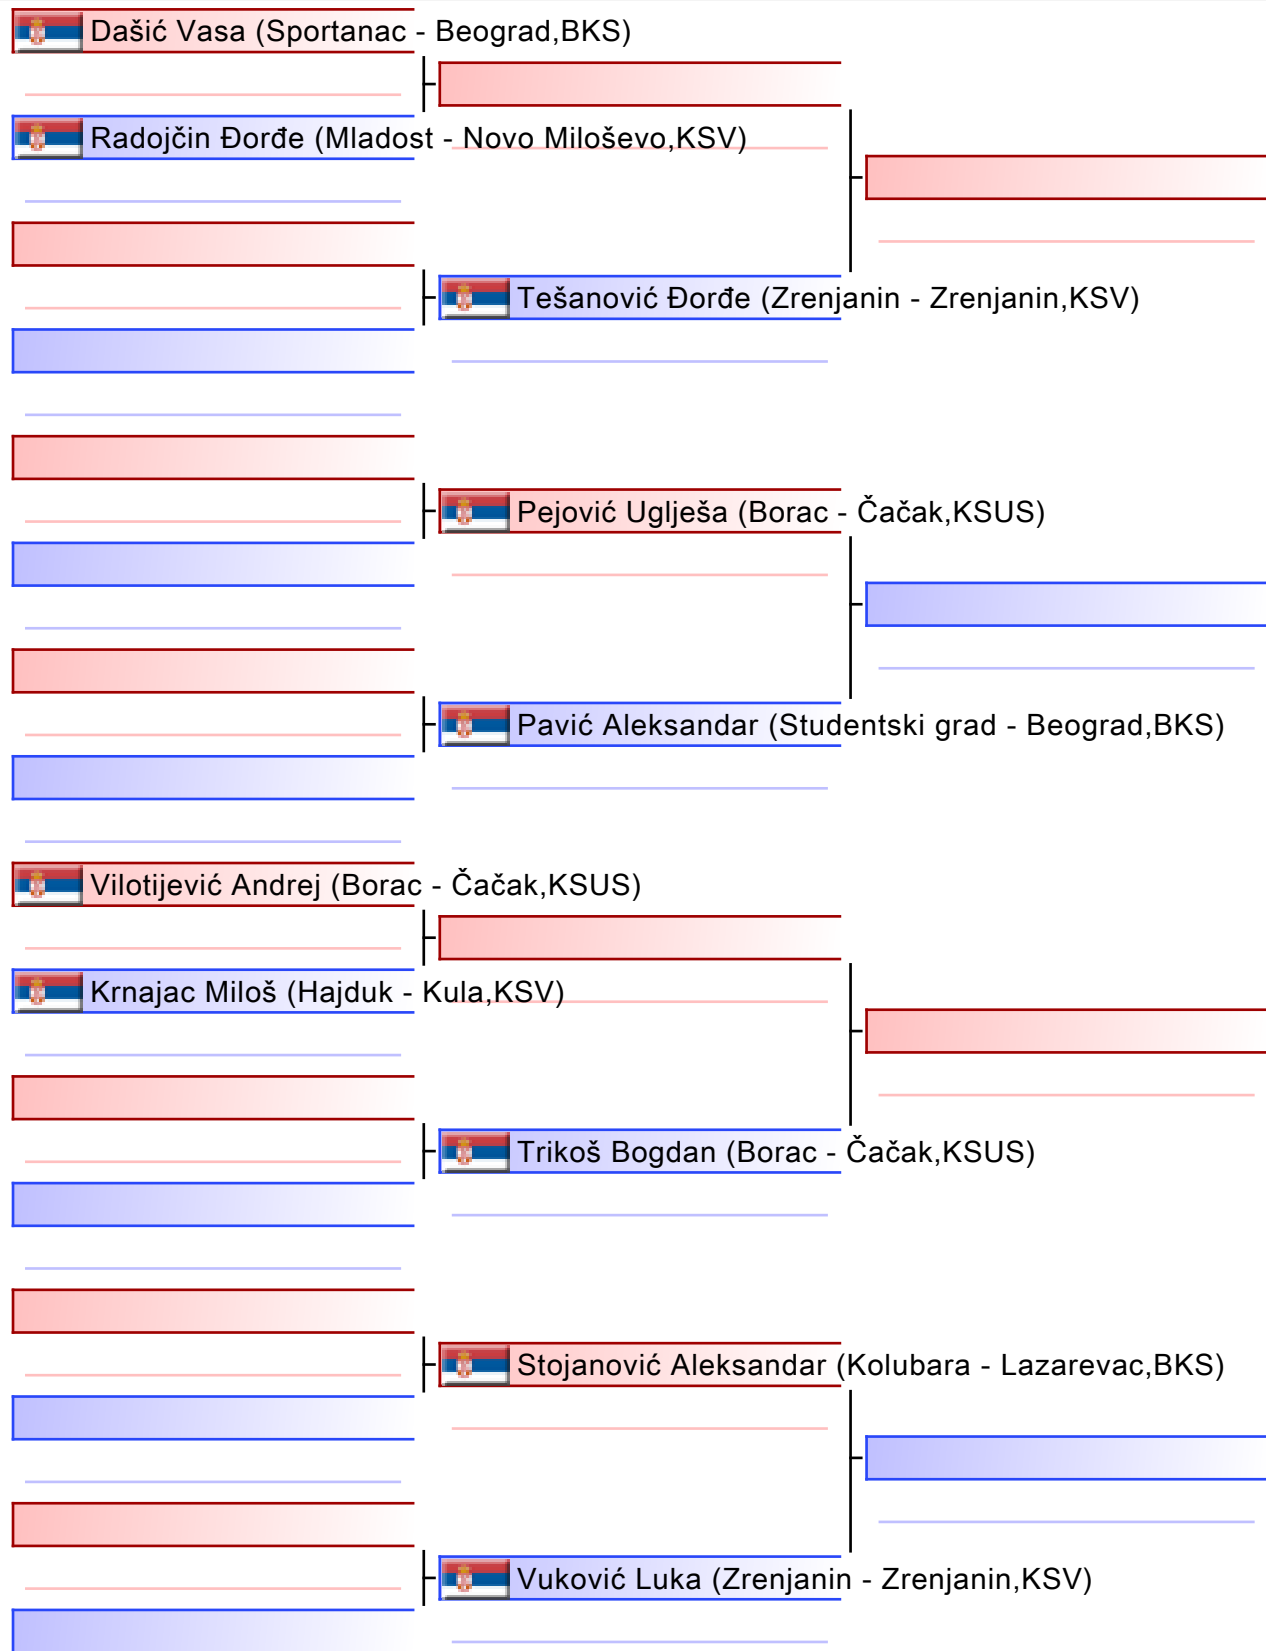 Dašić Vasa (Sportanac - Beograd,BKS)
Radojčin Đorđe (Mladost - Novo Miloševo,KSV)
Tešanović Đorđe (Zrenjanin - Zrenjanin,KSV)
Pejović Uglješa (Borac - Čačak,KSUS)
Pavić Aleksandar (Studentski grad - Beograd,BKS)
Vilotijević Andrej (Borac - Čačak,KSUS)
Krnajac Miloš (Hajduk - Kula,KSV)
Trikoš Bogdan (Borac - Čačak,KSUS)
Stojanović Aleksandar (Kolubara - Lazarevac,BKS)
Vuković Luka (Zrenjanin - Zrenjanin,KSV)